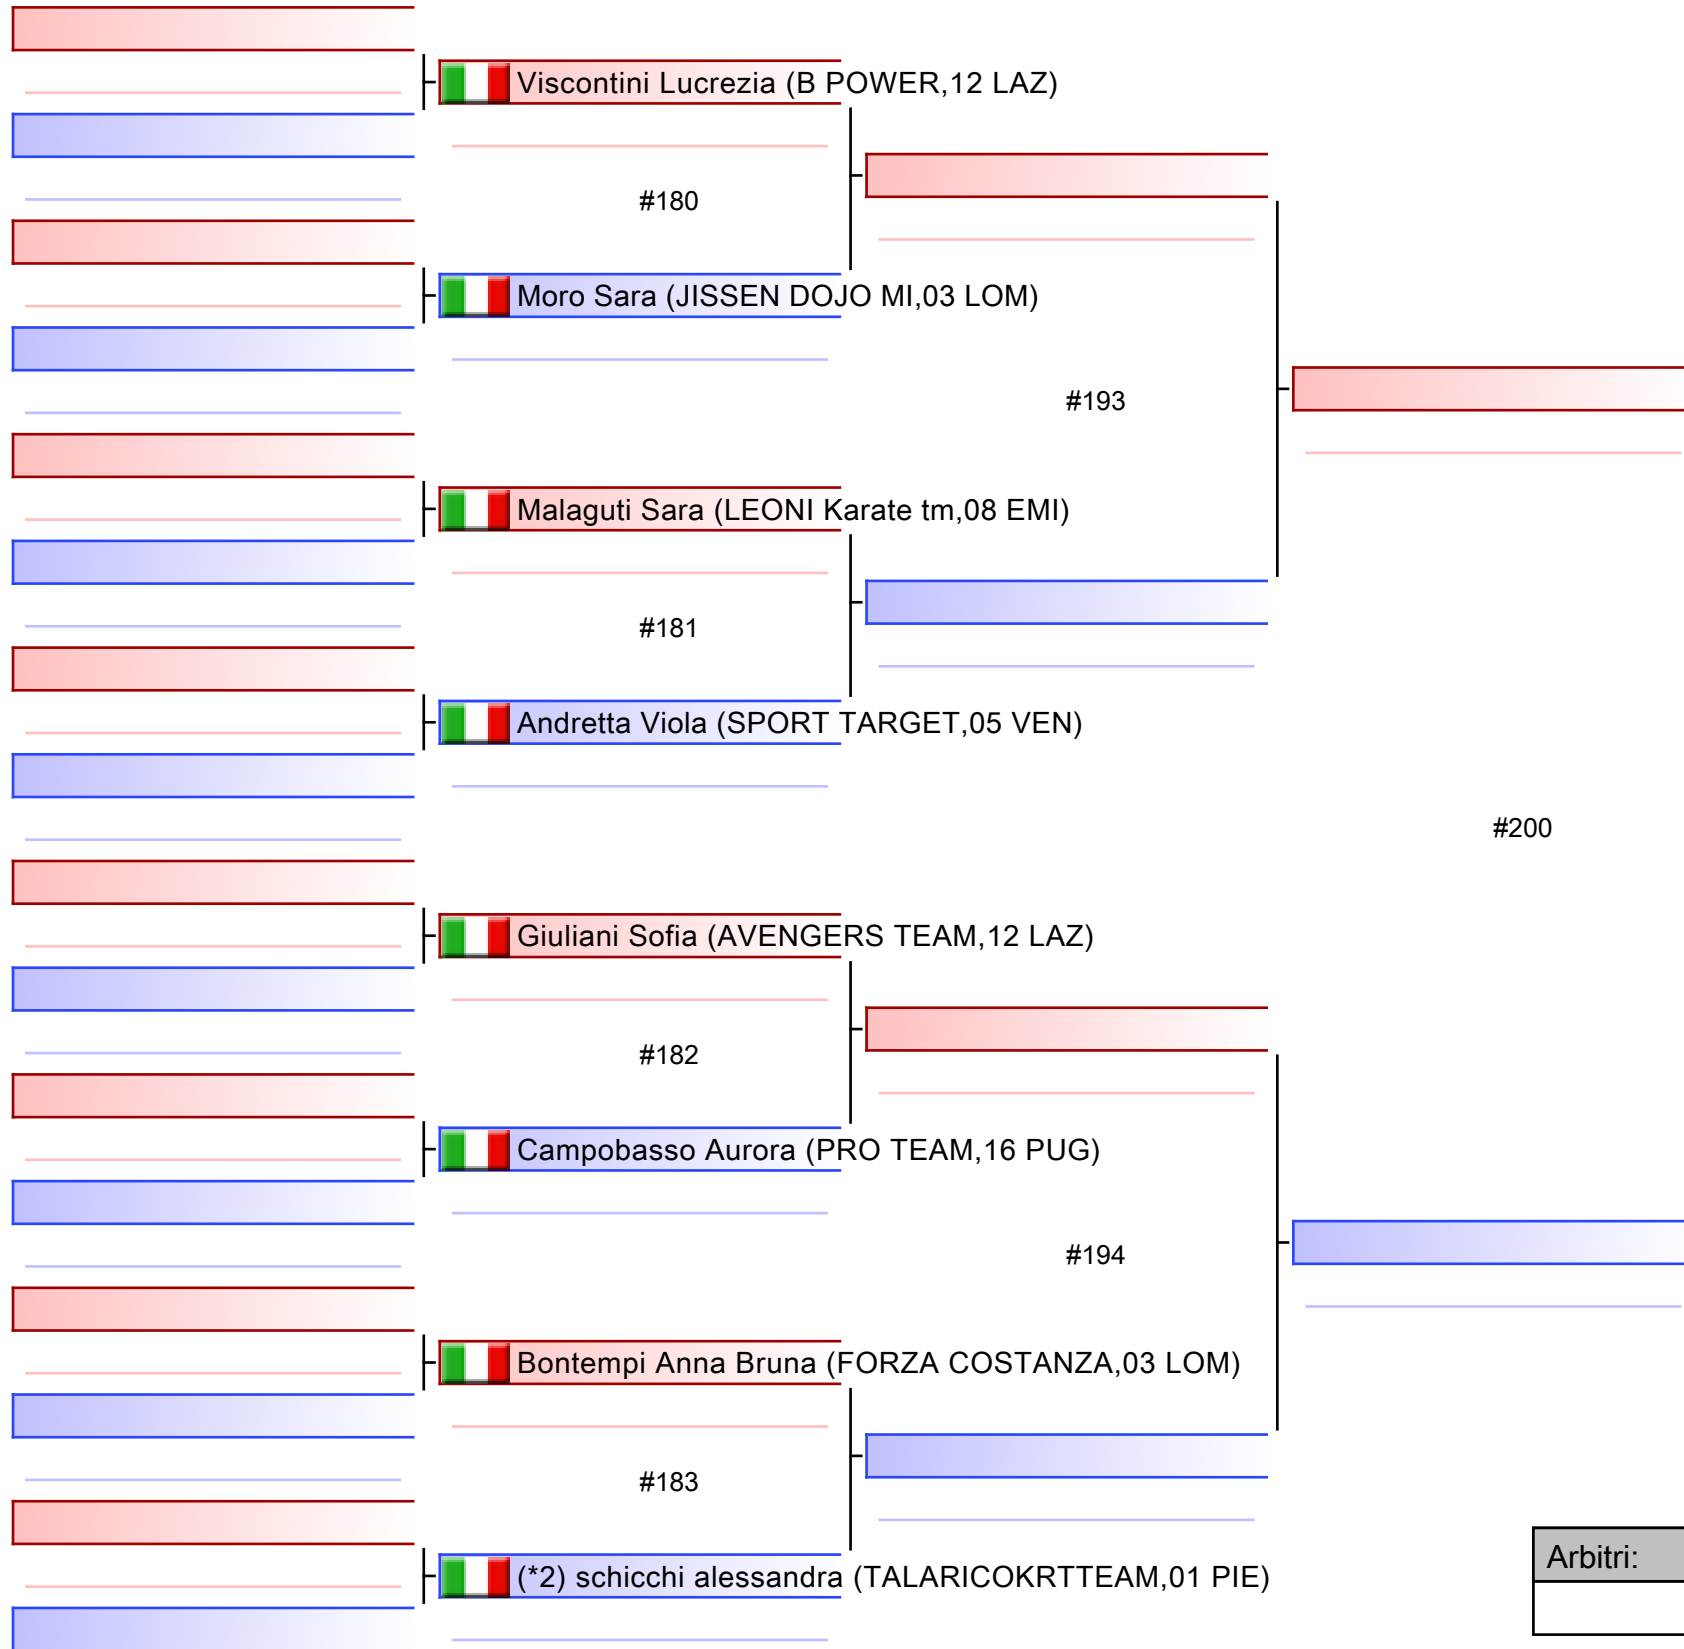 Viscontini Lucrezia (B POWER,12 LAZ)
#180
Moro Sara (JISSEN DOJO MI,03 LOM)
#193
Malaguti Sara (LEONI Karate tm,08 EMI)
#181
Andretta Viola (SPORT TARGET,05 VEN)
#200
Giuliani Sofia (AVENGERS TEAM,12 LAZ)
#182
Campobasso Aurora (PRO TEAM,16 PUG)
#194
Bontempi Anna Bruna (FORZA COSTANZA,03 LOM)
#183
(*2) schicchi alessandra (TALARICOKRTTEAM,01 PIE)
Arbitri: